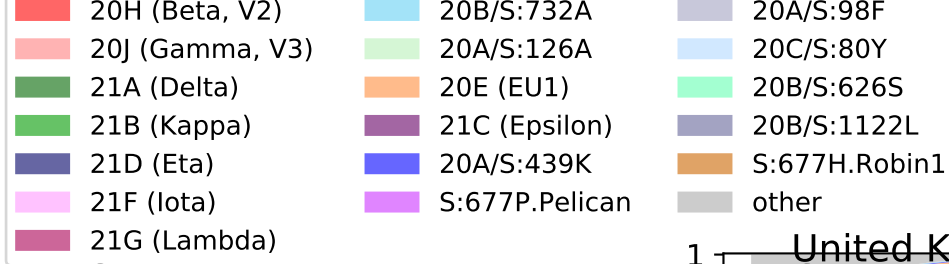 20H (Beta, V2) 20B/S:732A 20A/S:98F
20J (Gamma, V3) 20A/S:126A 20C/S:80Y
21A (Delta) 20E (EU1) 20B/S:626S
21B (Kappa) 21C (Epsilon) 20B/S:1122L
21D (Eta) 20A/S:439K S:677H.Robin1
21F (Iota) S:677P.Pelican other
21G (Lambda)
United K
1